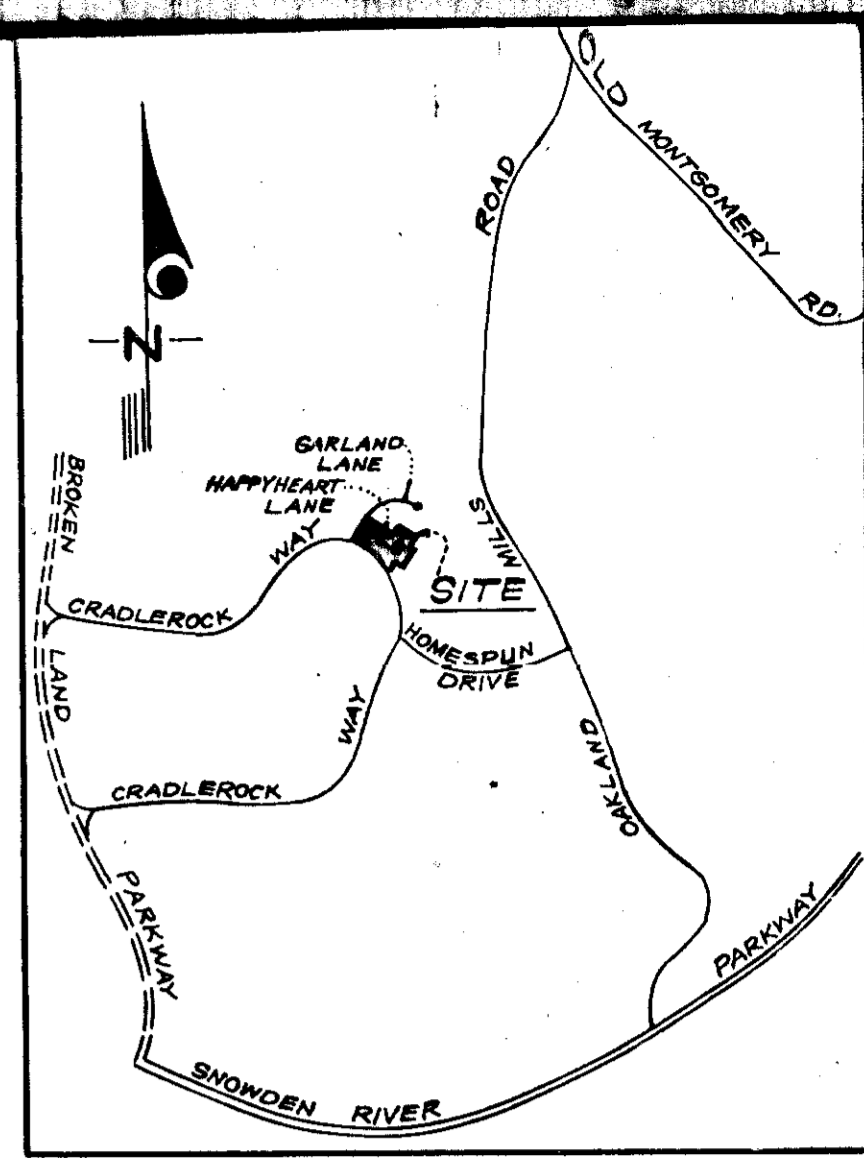 OLD MONTGOMERY RD.
ROAD
N
GARLAND
LANE
HAPPYHEART
LANE
BROKEN
WAY
MILLS
SITE
CRADLEROCK
HOMESPUN
DRIVE
LAND
WAY
OAKLAND
CRADLEROCK
PARKWAY
PARKWAY
SNOWDEN RIVER